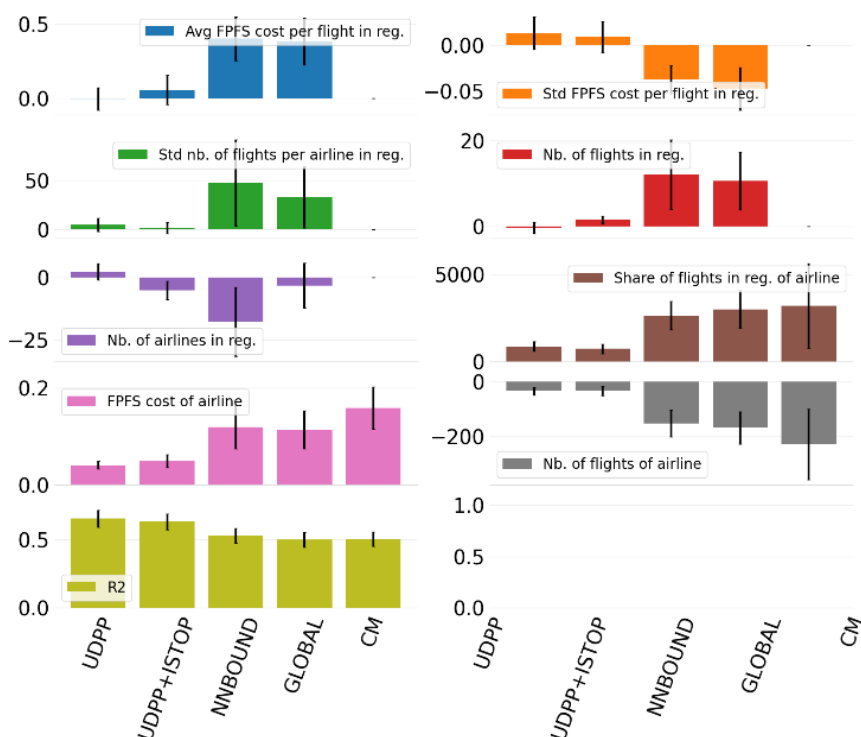 0.5
Avg FPFS cost per flight in reg.
0.0
0.00
Std FPFS cost per flight in reg.
−0.05
Std nb. of flights per airline in reg.
50
0
20
Nb. of flights in reg.
0
0
Nb. of airlines in reg.
−25
5000
Share of flights in reg. of airline
0
0.2
FPFS cost of airline
0.0
0
−200
Nb. of flights of airline
0.5
R2
0.0
1.0
0.5
0.0
UDPP
UDPP+ISTOP
NNBOUND
GLOBAL
CM
UDPP
UDPP+ISTOP
NNBOUND
GLOBAL
CM